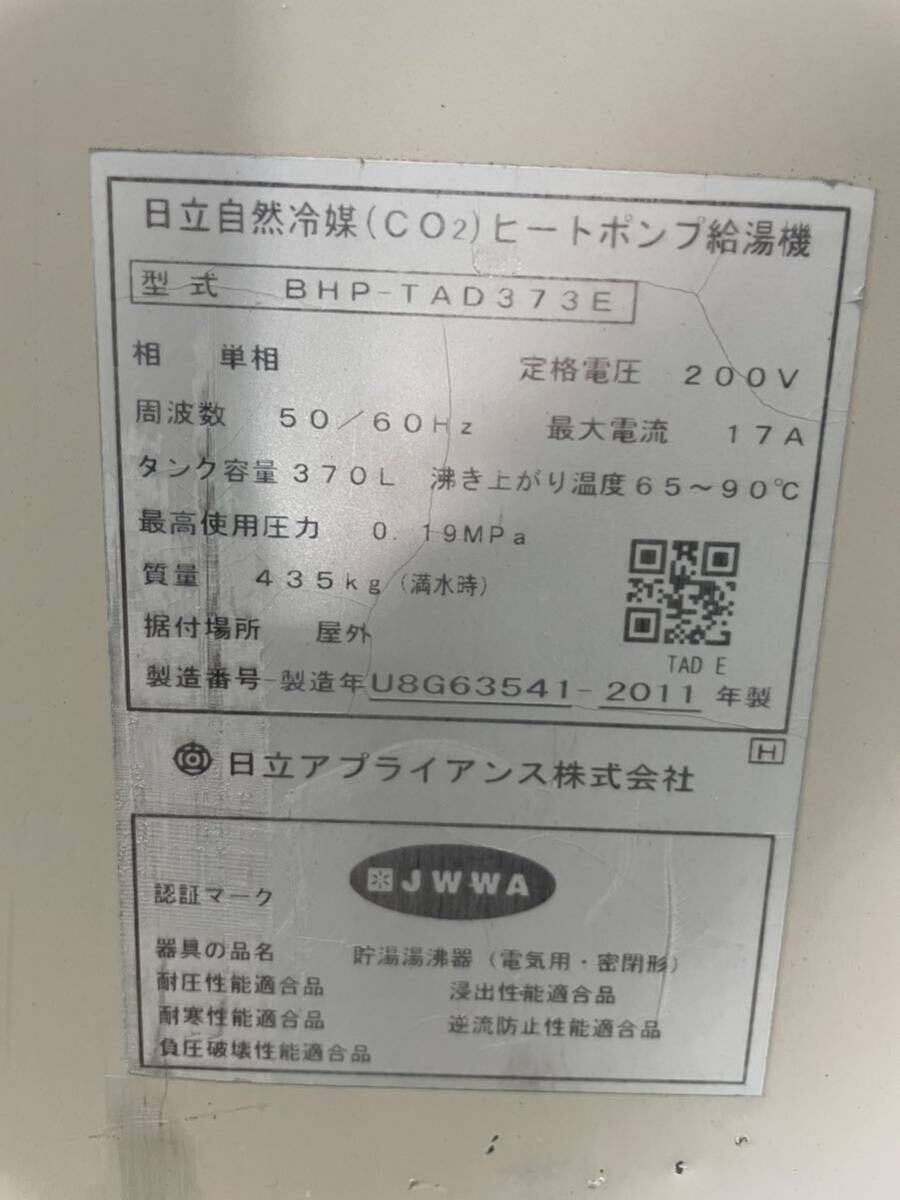 日立自然冷媒(CO2)ヒートポンプ給湯機
型式 BHP-TAD373E
相 単相 定格電圧 200V
周波数 50/60Hz 最大電流 17A
タンク容量 370L 沸き上がり温度65~90℃
最高使用圧力 0.19MPa
質量 435kg(満水時)
据付場所 屋外
TAD E
製造番号-製造年 U8G63541-2011年製
H
日立アプライアンス株式会社
認証マーク JWWA
器具の品名 貯湯湯沸器(電気用・密閉形)
耐圧性能適合品 浸出性能適合品
耐寒性能適合品 逆流防止性能適合品
負圧破壊性能適合品